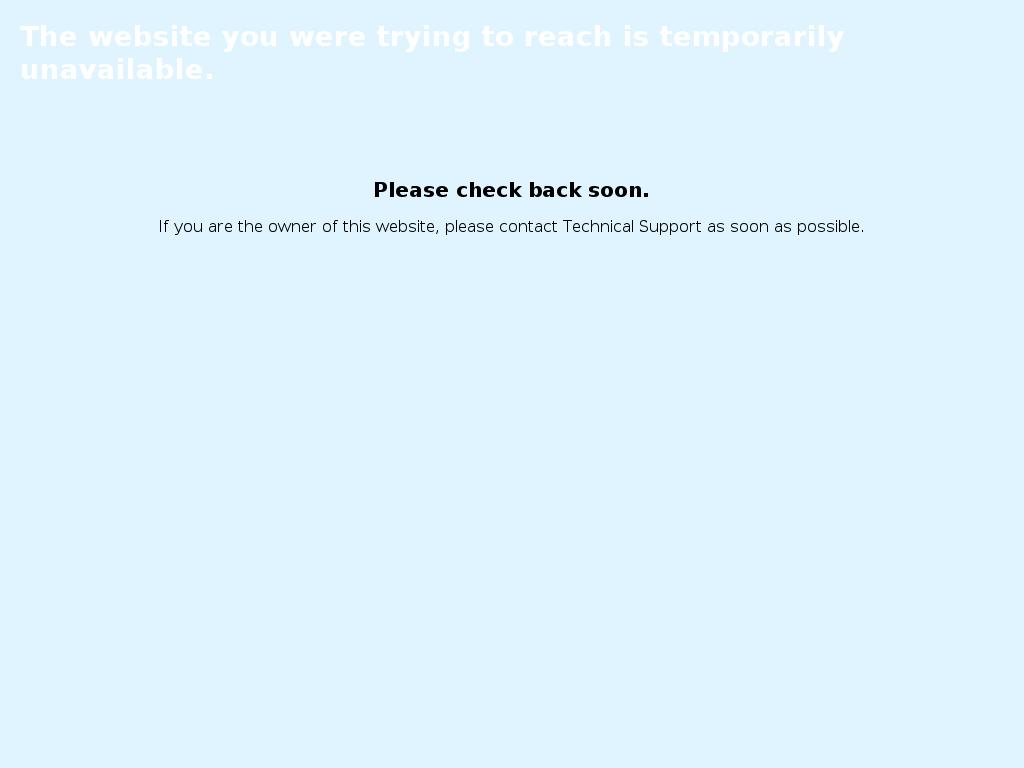 The website you were trying to reach is temporarily
unavailable.
Please check back soon.
If you are the owner of this website, please contact Technical Support as soon as possible.